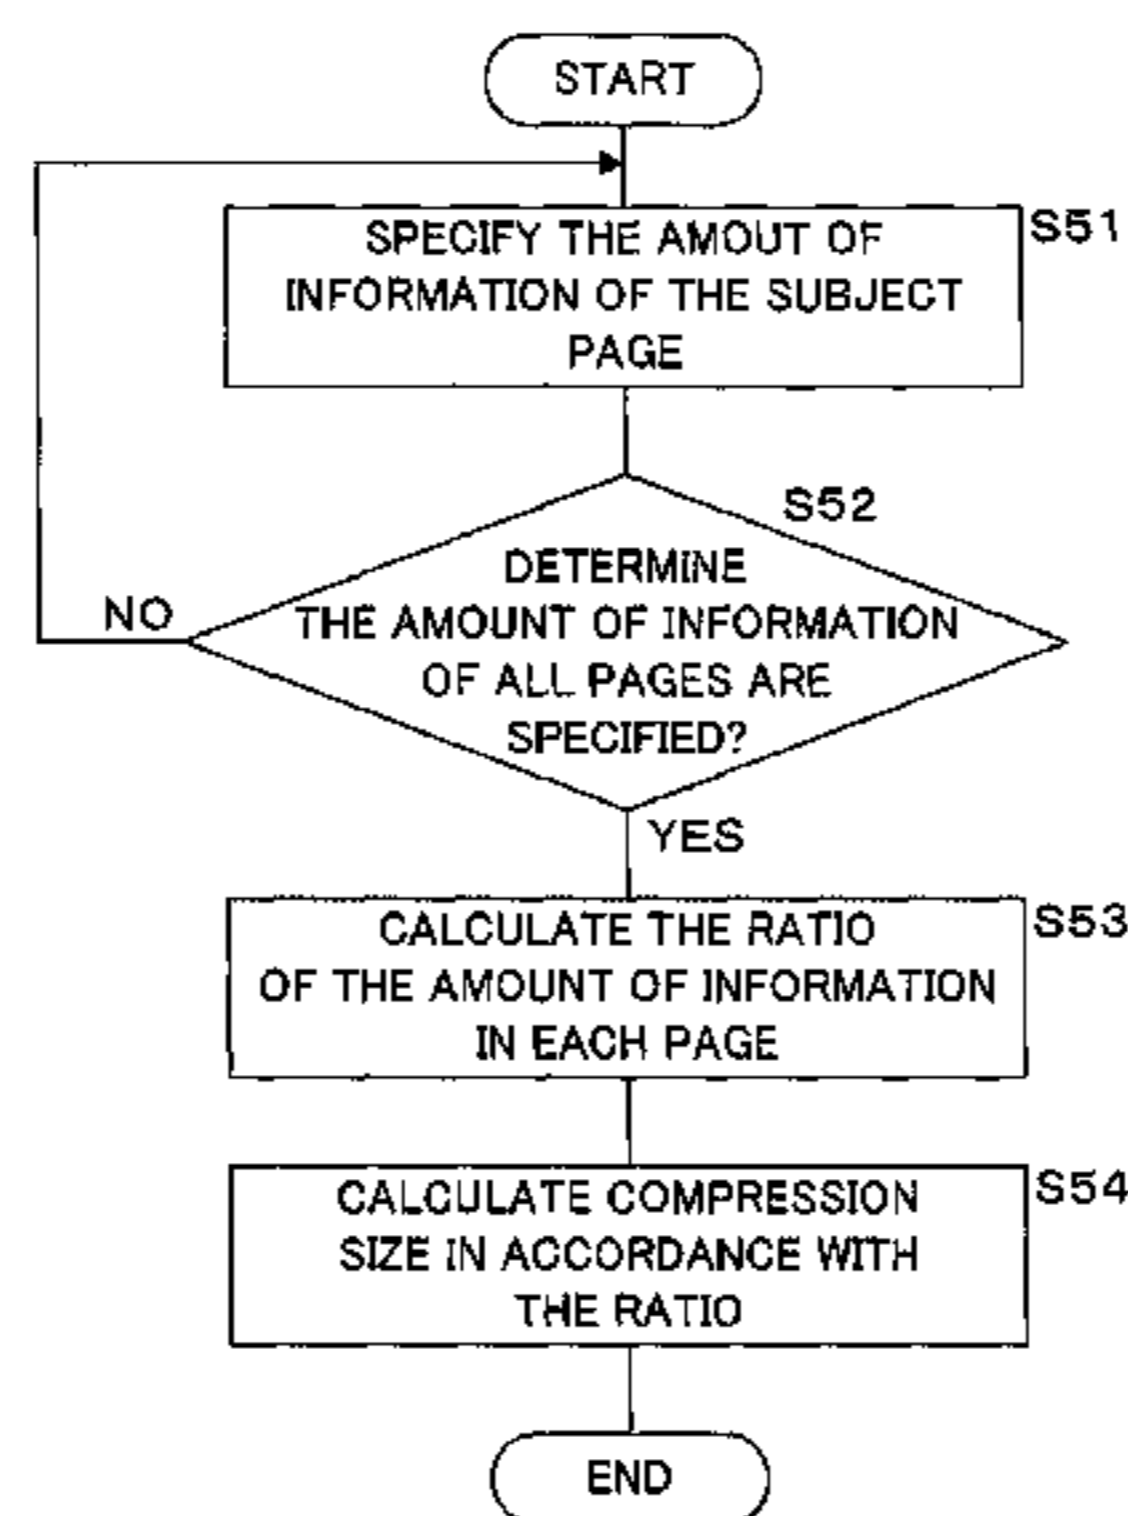 START
SPECIFY THE AMOUT OF
INFORMATION OF THE SUBJECT
PAGE
S51
S52
DETERMINE
THE AMOUNT OF INFORMATION
OF ALL PAGES ARE
SPECIFIED?
NO
YES
CALCULATE THE RATIO
OF THE AMOUNT OF INFORMATION
IN EACH PAGE
S53
CALCULATE COMPRESSION
SIZE IN ACCORDANCE WITH
THE RATIO
S54
END